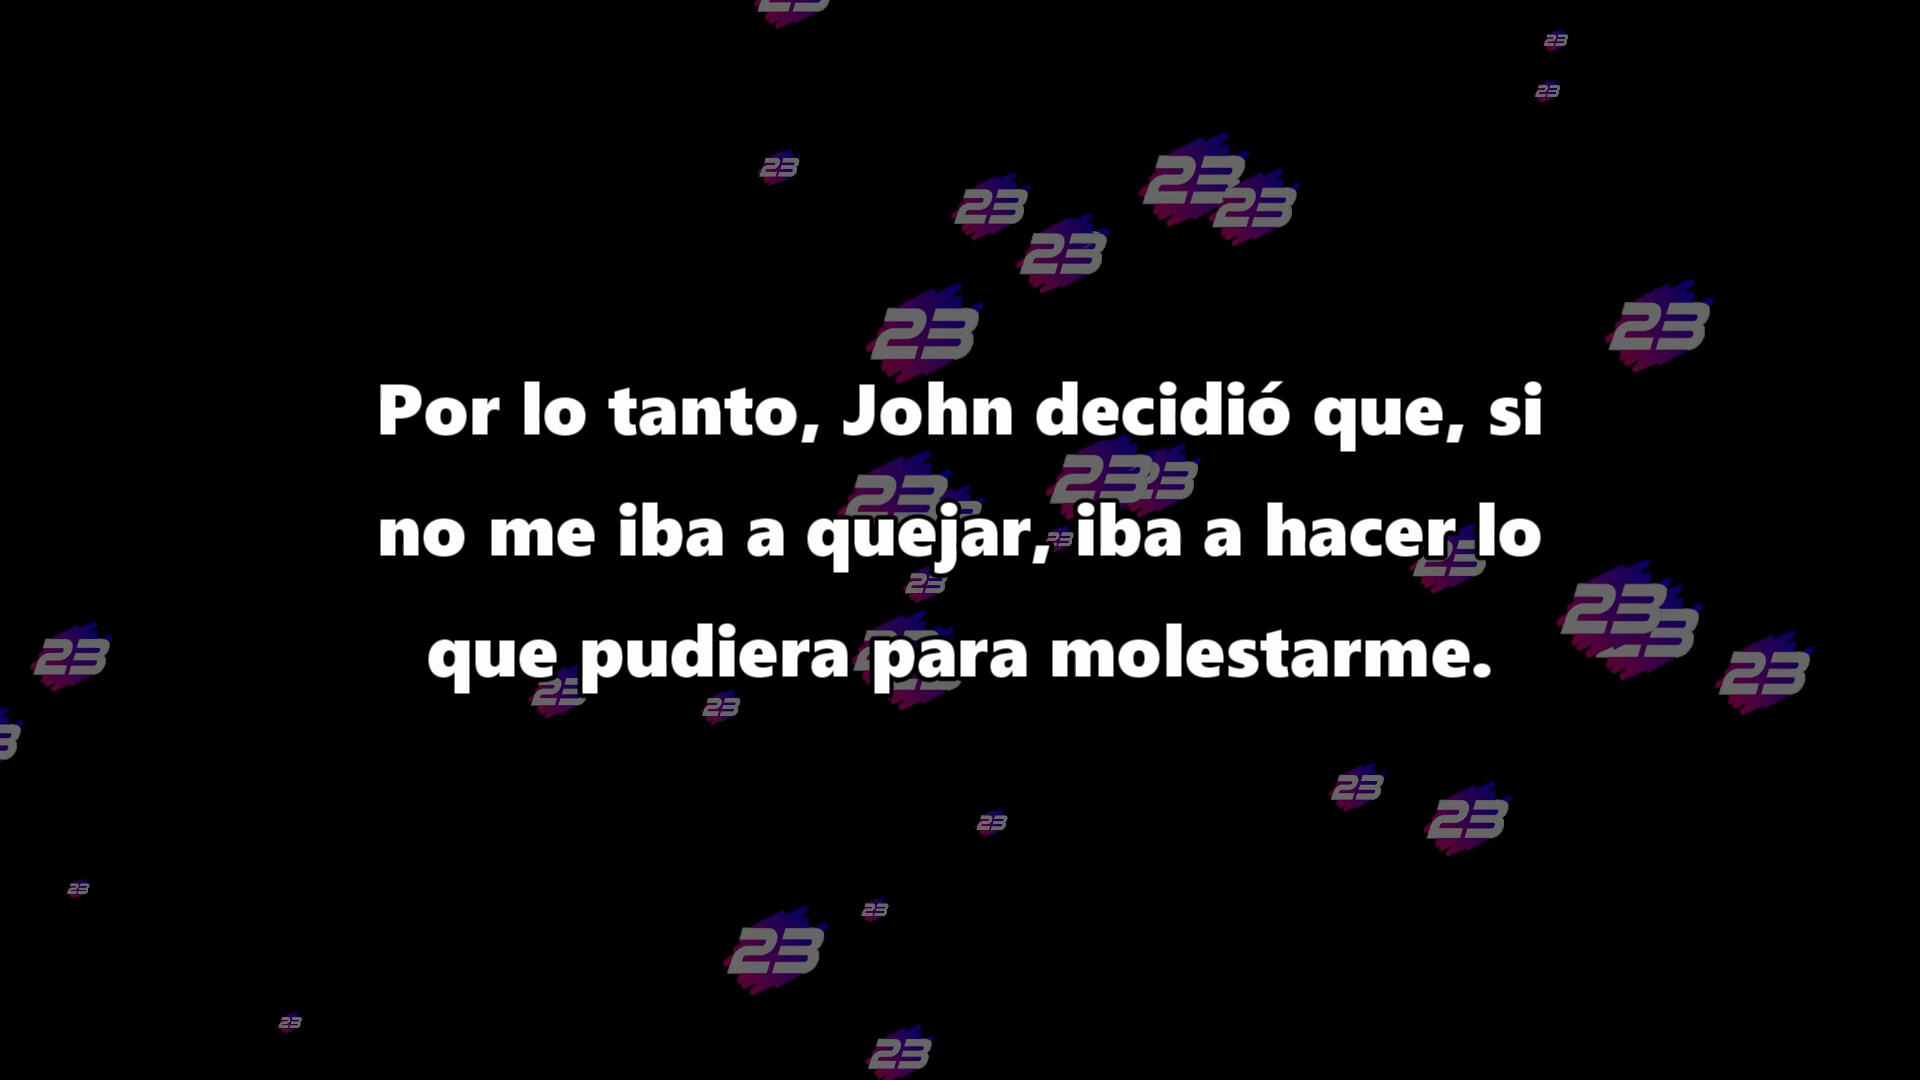 Por lo tanto, John decidió que, si
no me iba a quejar, iba a hacer lo
que pudiera para molestarme.